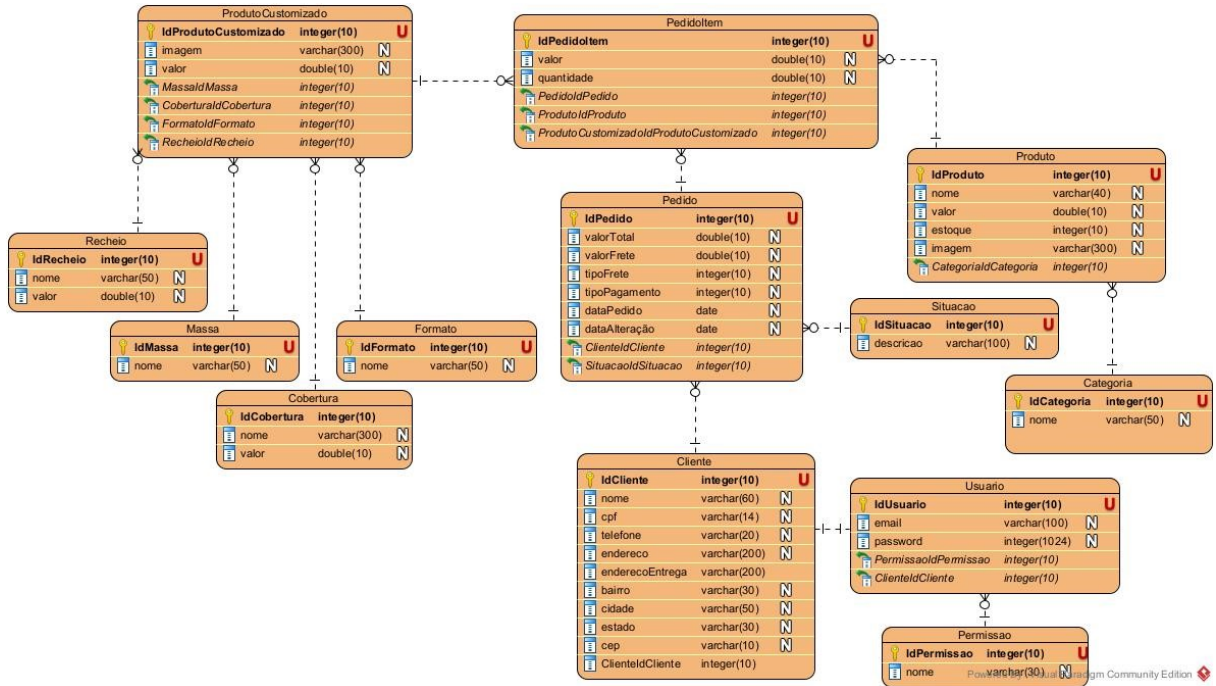 ProdutoCustomizado
IdProdutoCustomizado integer(10) U
imagem varchar(300) N
valor double(10) N
MassaIdMassa integer(10)
CoberturaIdCobertura integer(10)
FormatoIdFormato integer(10)
RecheioIdRecheio integer(10)
PedidoItem
IdPedidoItem integer(10) U
valor double(10) N
quantidade double(10) N
PedidoIdPedido integer(10)
ProdutoIdProduto integer(10)
ProdutoCustomizadoIdProdutoCustomizado integer(10)
Produto
IdProduto integer(10) U
nome varchar(40) N
valor double(10) N
estoque integer(10) N
imagem varchar(300) N
CategoriaIdCategoria integer(10)
Pedido
IdPedido integer(10) U
valorTotal double(10) N
valorFrete double(10) N
tipoFrete integer(10) N
tipoPagamento integer(10) N
dataPedido date N
dataAlteração date N
ClienteIdCliente integer(10)
SituacaoIdSituacao integer(10)
Recheio
IdRecheio integer(10) U
nome varchar(50) N
valor double(10) N
Massa
IdMassa integer(10) U
nome varchar(50) N
Formato
IdFormato integer(10) U
nome varchar(50) N
Situacao
IdSituacao integer(10) U
descricao varchar(100) N
Cobertura
IdCobertura integer(10)
nome varchar(300) N
valor double(10) N
Categoria
IdCategoria integer(10) U
nome varchar(50) N
Cliente
IdCliente integer(10) U
nome varchar(60) N
cpf varchar(14) N
telefone varchar(20) N
endereco varchar(200) N
enderecoEntrega varchar(200)
bairro varchar(30) N
cidade varchar(50) N
estado varchar(30) N
cep varchar(10) N
ClienteIdCliente integer(10)
Usuario
IdUsuario integer(10) U
email varchar(100) N
password integer(1024) N
PermissaoIdPermissao integer(10)
ClienteIdCliente integer(10)
Permissao
IdPermissao integer(10) U
nome varchar(30) N
Powered By Visual Paradigm Community Edition